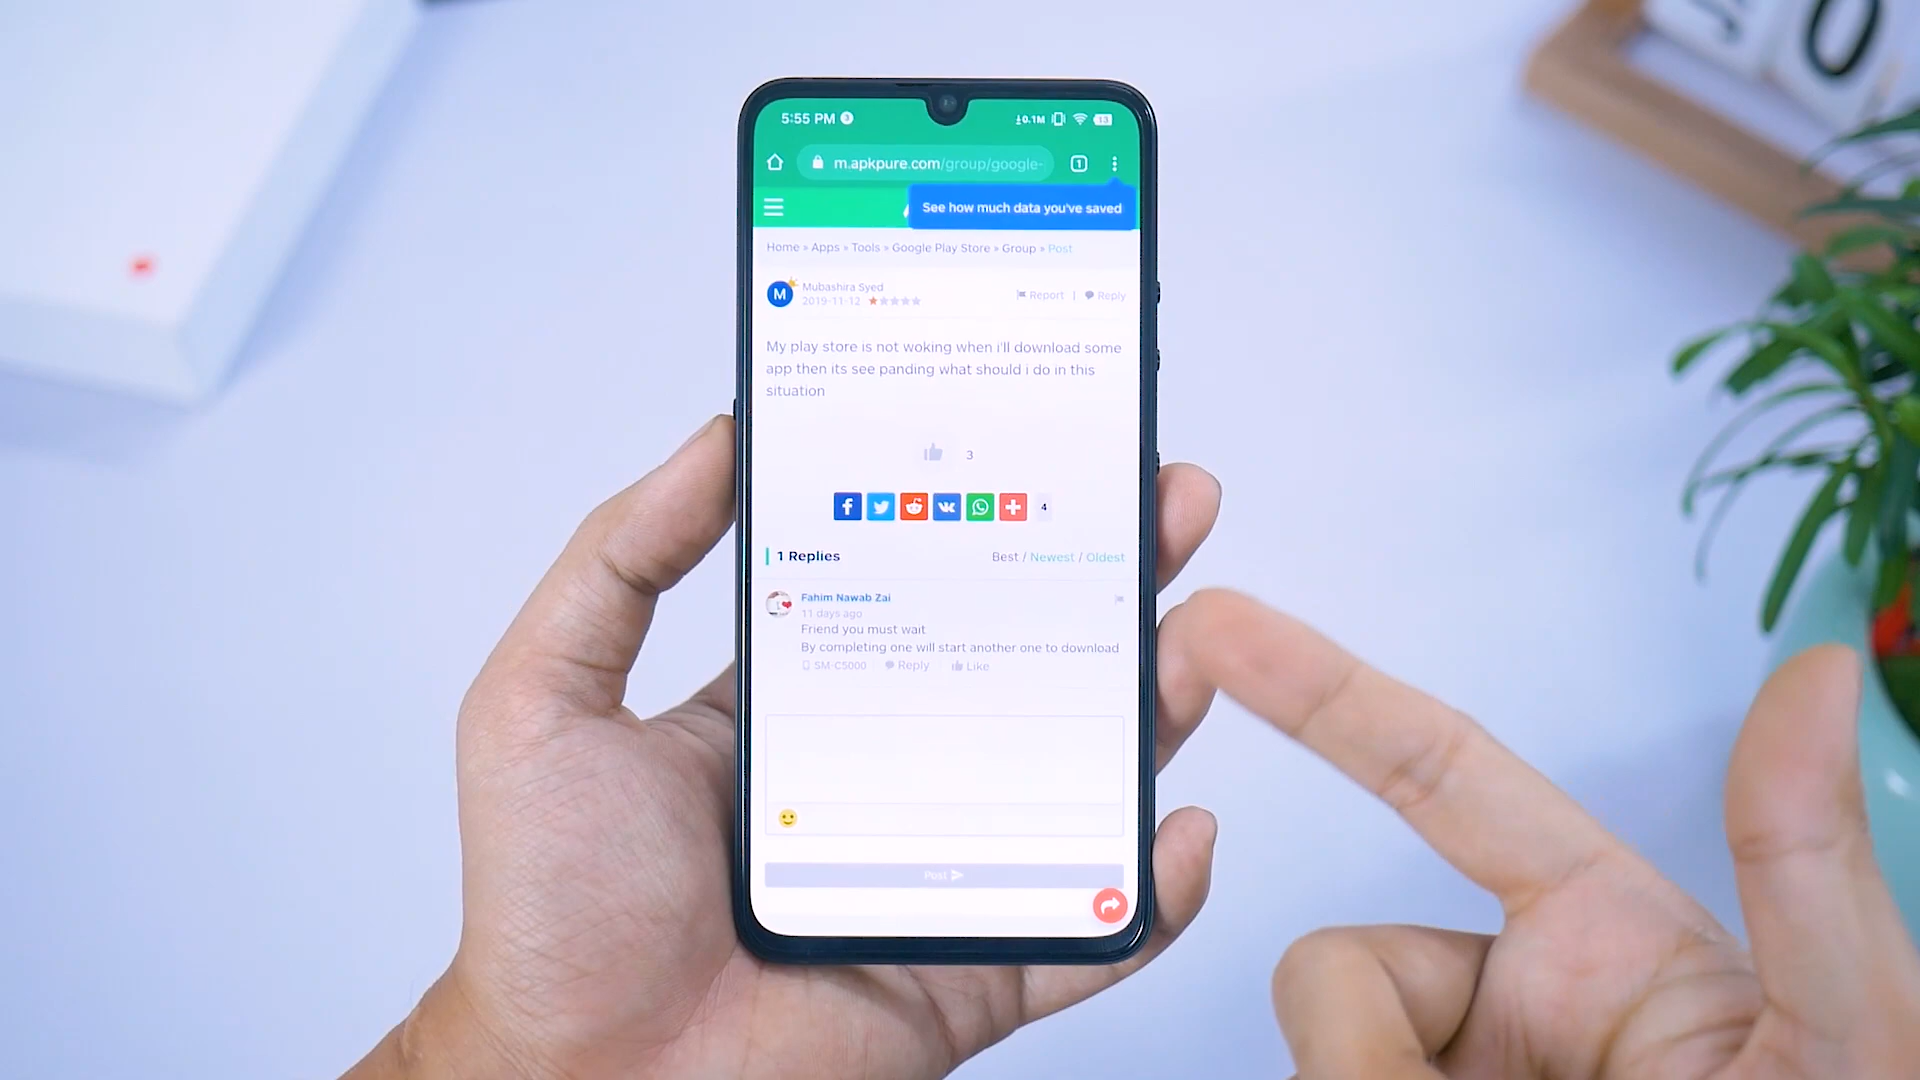 5:55 PM
0.1M
13
m.apkpure.com/group/google-
1
See how much data you've saved
Home » Apps » Tools » Google Play Store » Group » Post
M
Mubashira Syed
2019-11-12
Report | Reply
My play store is not woking when i'll download some
app then its see panding what should i do in this
situation
3
4
1 Replies
Best / Newest / Oldest
Fahim Nawab Zai
11 days ago
Friend you must wait
By completing one will start another one to download
SM-C5000 Reply Like
Post